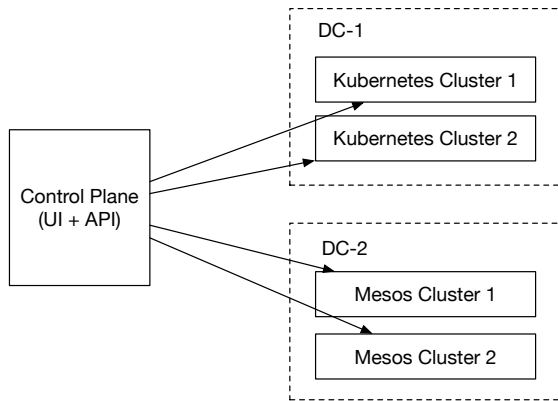 DC-1
Kubernetes Cluster 1
Kubernetes Cluster 2
Control Plane
(UI + API)
DC-2
Mesos Cluster 1
Mesos Cluster 2